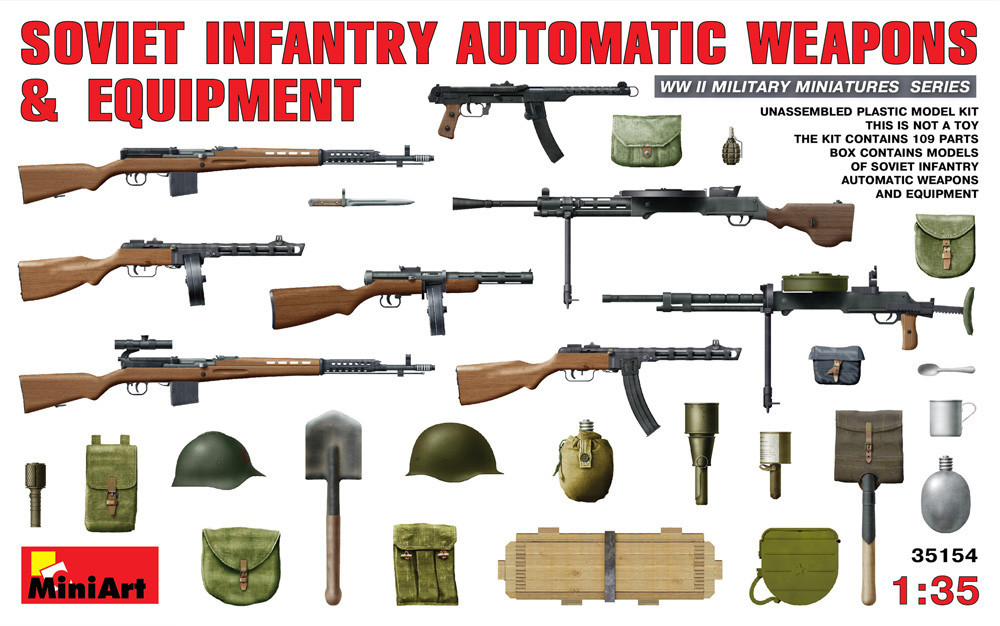 SOVIET INFANTRY AUTOMATIC WEAPONS
& EQUIPMENT
WW II MILITARY MINIATURES SERIES
UNASSEMBLED PLASTIC MODEL KIT
THIS IS NOT A TOY
THE KIT CONTAINS 109 PARTS
BOX CONTAINS MODELS
OF SOVIET INFANTRY
AUTOMATIC WEAPONS
AND EQUIPMENT
MiniArt
35154
1:35